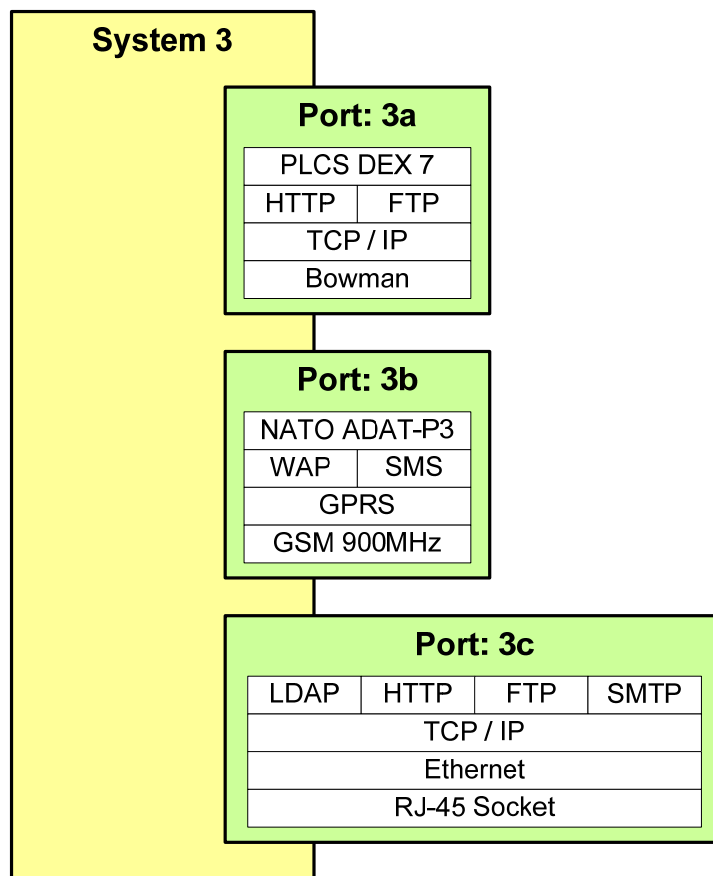 System 3
Port: 3a
PLCS DEX 7
HTTP FTP
TCP / IP
Bowman
Port: 3b
NATO ADAT-P3
WAP SMS
GPRS
GSM 900MHz
Port: 3c
LDAP HTTP FTP SMTP
TCP / IP
Ethernet
RJ-45 Socket